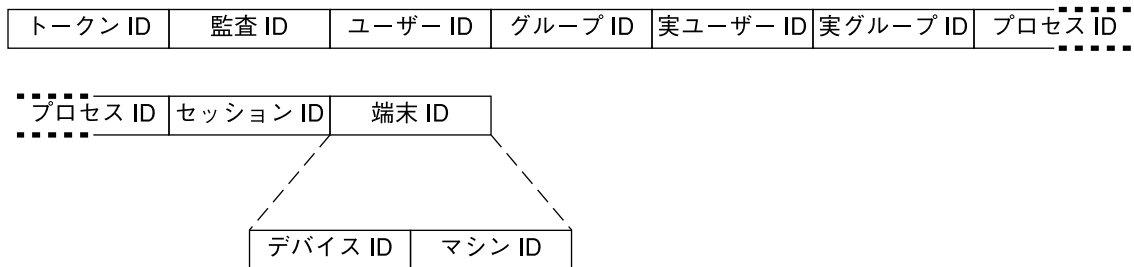 トークン ID 監査 ID ユーザー ID グループ ID 実ユーザー ID 実グループ ID プロセス ID
プロセス ID セッション ID 端末 ID
デバイス ID マシン ID